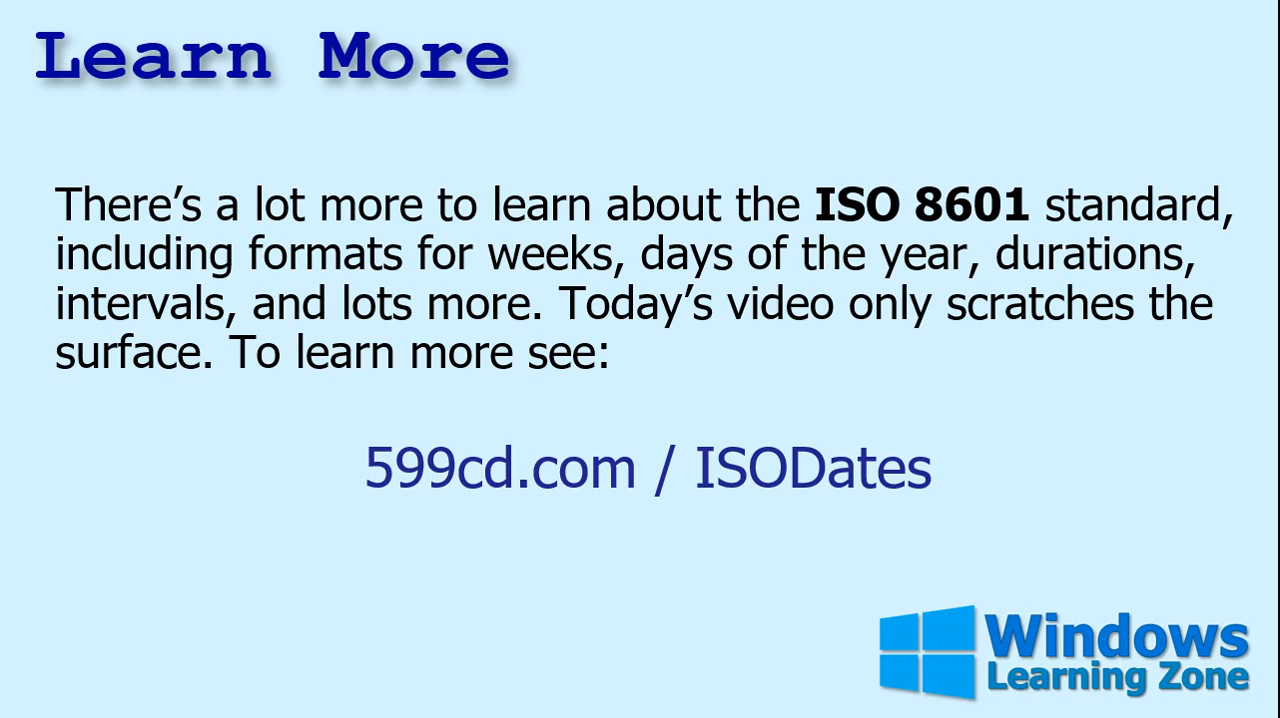 Learn More
There’s a lot more to learn about the ISO 8601 standard,
including formats for weeks, days of the year, durations,
intervals, and lots more. Today’s video only scratches the
surface. To learn more see:
599cd.com / ISODates
Windows
Learning Zone